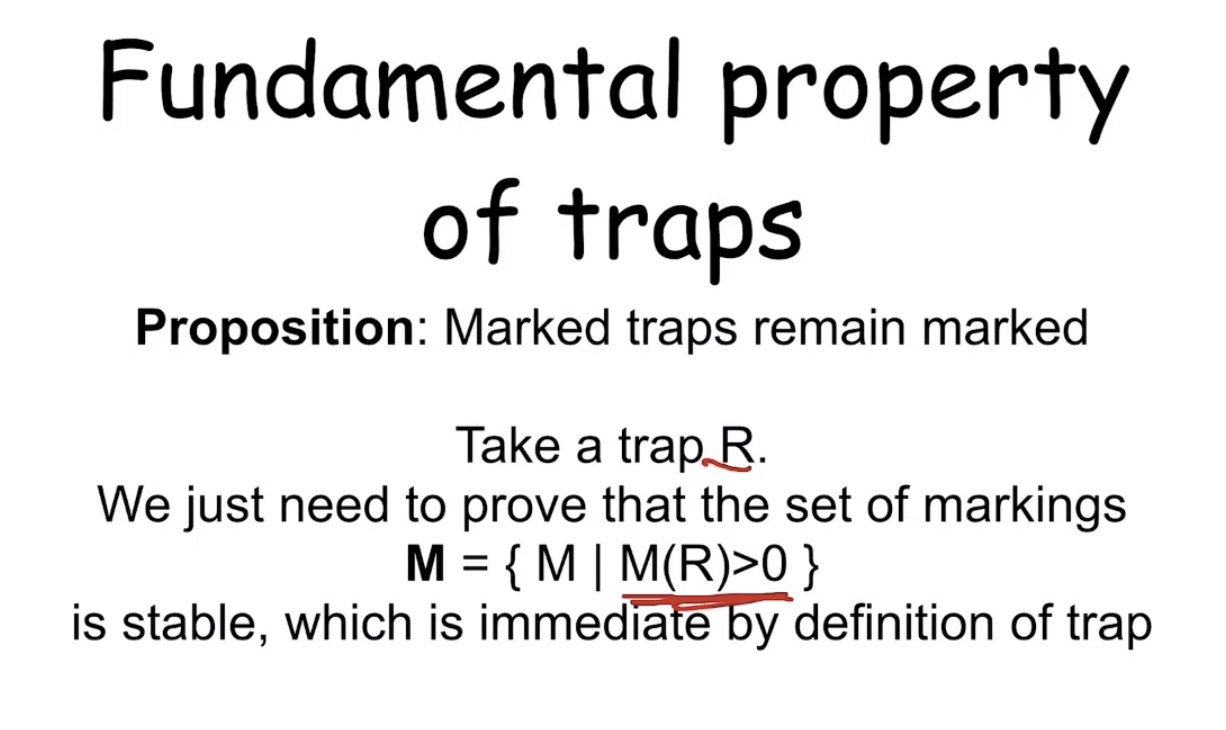 Fundamental property
of traps
Proposition: Marked traps remain marked
Take a trap R.
We just need to prove that the set of markings
M = { M | M(R)>0 }
is stable, which is immediate by definition of trap